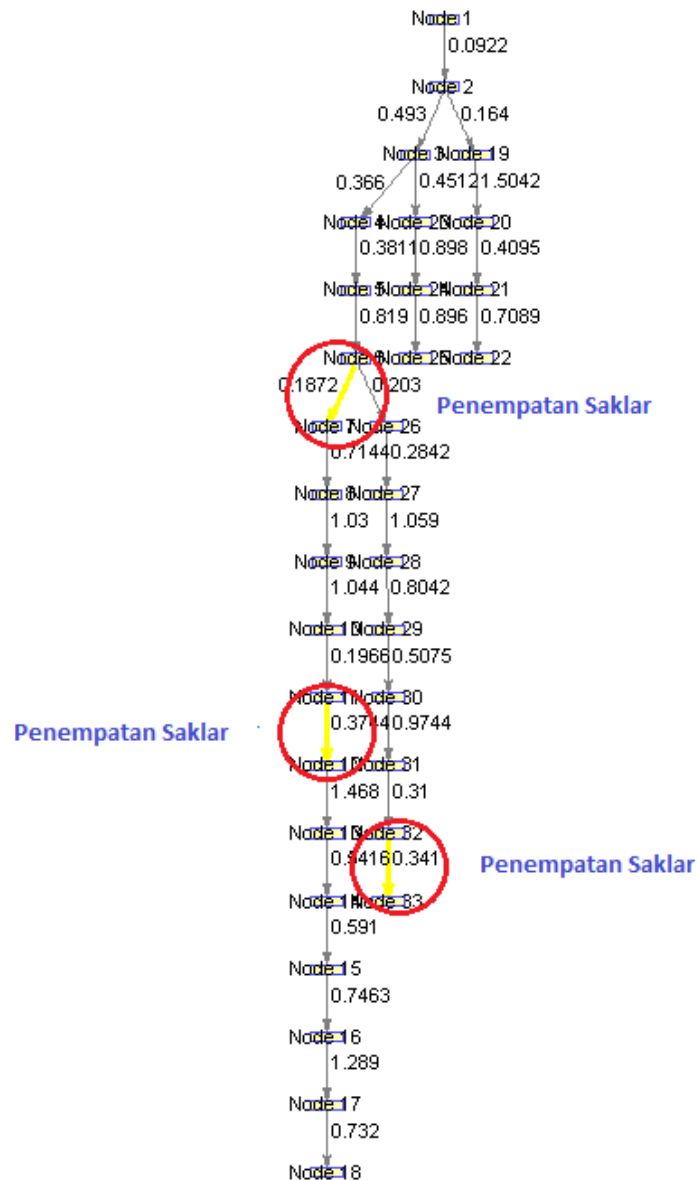 Node 1
0.0922
Node 2
0.493 0.164
Node 3 Node 19
0.366 0.4512 1.5042
Node 4 Node 23 Node 20
0.3811 0.898 0.4095
Node 5 Node 24 Node 21
0.819 0.896 0.7089
Node 6 Node 25 Node 22
0.1872 0.203
Penempatan Saklar
Node 7 Node 26
0.7144 0.2842
Node 8 Node 27
1.03 1.059
Node 9 Node 28
1.044 0.8042
Node 10 Node 29
0.1966 0.5075
Node 11 Node 30
0.3744 0.9744
Penempatan Saklar
Node 12 Node 31
1.468 0.31
Node 13 Node 32
0.5416 0.341
Penempatan Saklar
Node 14 Node 33
0.591
Node 15
0.7463
Node 16
1.289
Node 17
0.732
Node 18